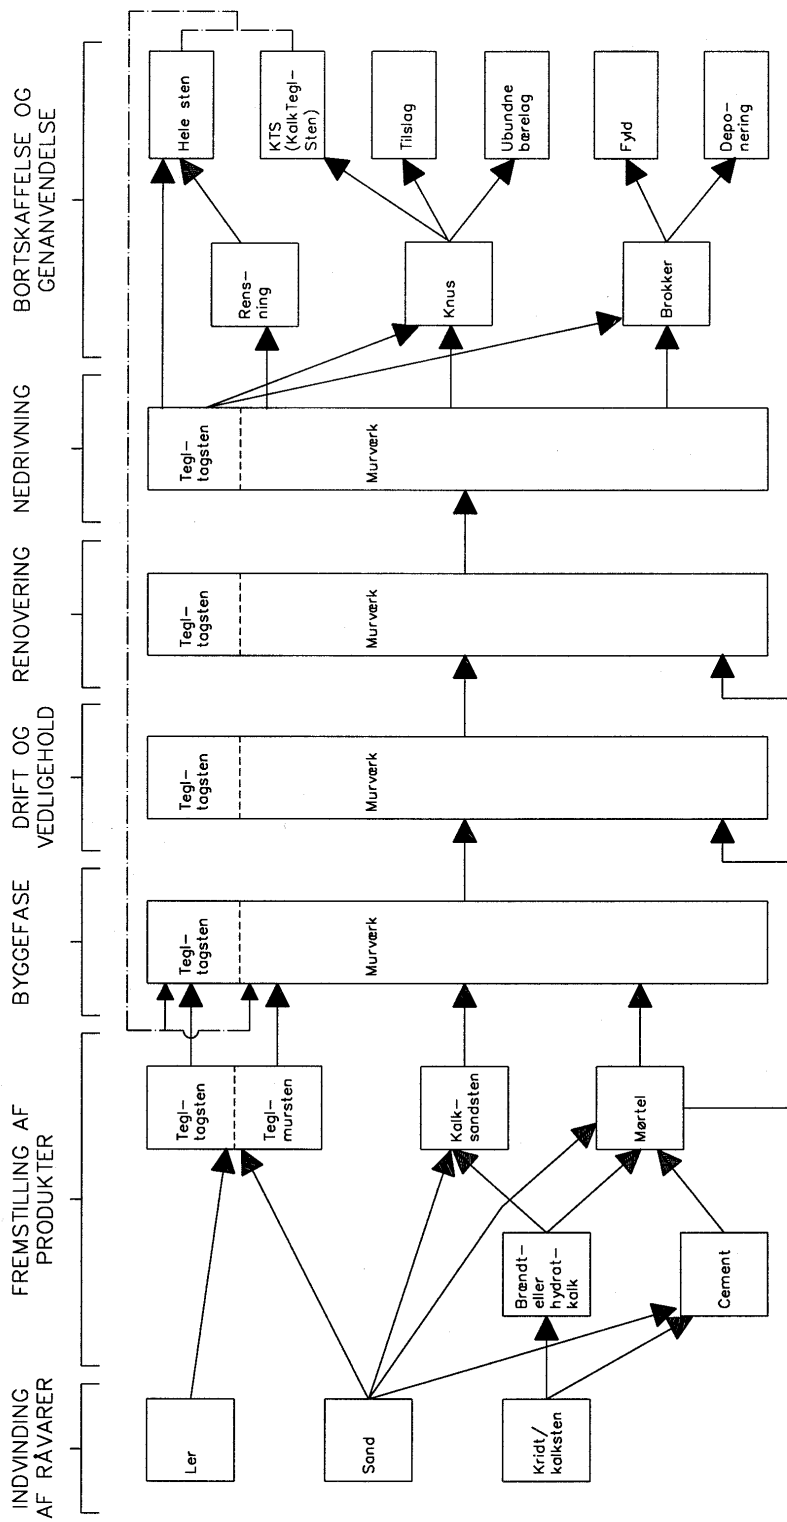 INDVINDING
AF RÅVARER
FREMSTILLING AF
PRODUKTER
BYGGEFASE
DRIFT OG
VEDLIGEHOLD
RENOVERING
NEDRIVNING
BORTSKAFFELSE OG
GENANVENDELSE
Ler
Sand
Kridt/
kalksten
Tegl-
tagsten
Tegl-
mursten
Kalk-
sandsten
Brændt-
eller
hydrat-
kalk
Mørtel
Cement
Tegl-
tagsten
Murværk
Tegl-
tagsten
Murværk
Tegl-
tagsten
Murværk
Tegl-
tagsten
Murværk
Rens-
ning
Knus
Brokker
Hele sten
KTS
(KalkTegl-
Sten)
Tilslag
Ubundne
bærelag
Fyld
Depo-
nering